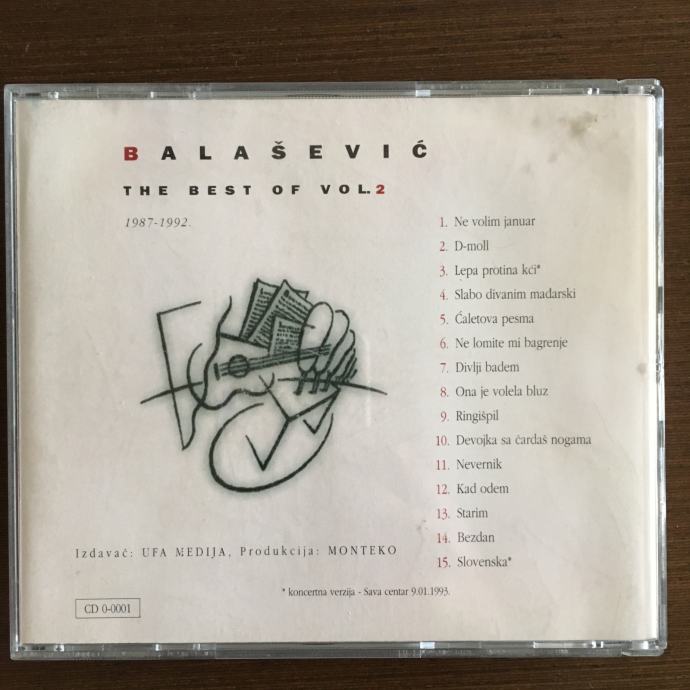 BALAŠEVIĆ
THE BEST OF VOL.2
1987-1992.
1. Ne volim januar
2. D-moll
3. Lepa protina kći*
4. Slabo divanim mađarski
5. Ćaletova pesma
6. Ne lomite mi bagrenje
7. Divlji badem
8. Ona je volela bluz
9. Ringišpil
10. Devojka sa čardaš nogama
11. Nevernik
12. Kad odem
13. Starim
14. Bezdan
15. Slovenska*
Izdavač: UFA MEDIJA, Produkcija: MONTEKO
* koncertna verzija - Sava centar 9.01.1993.
CD 0-0001